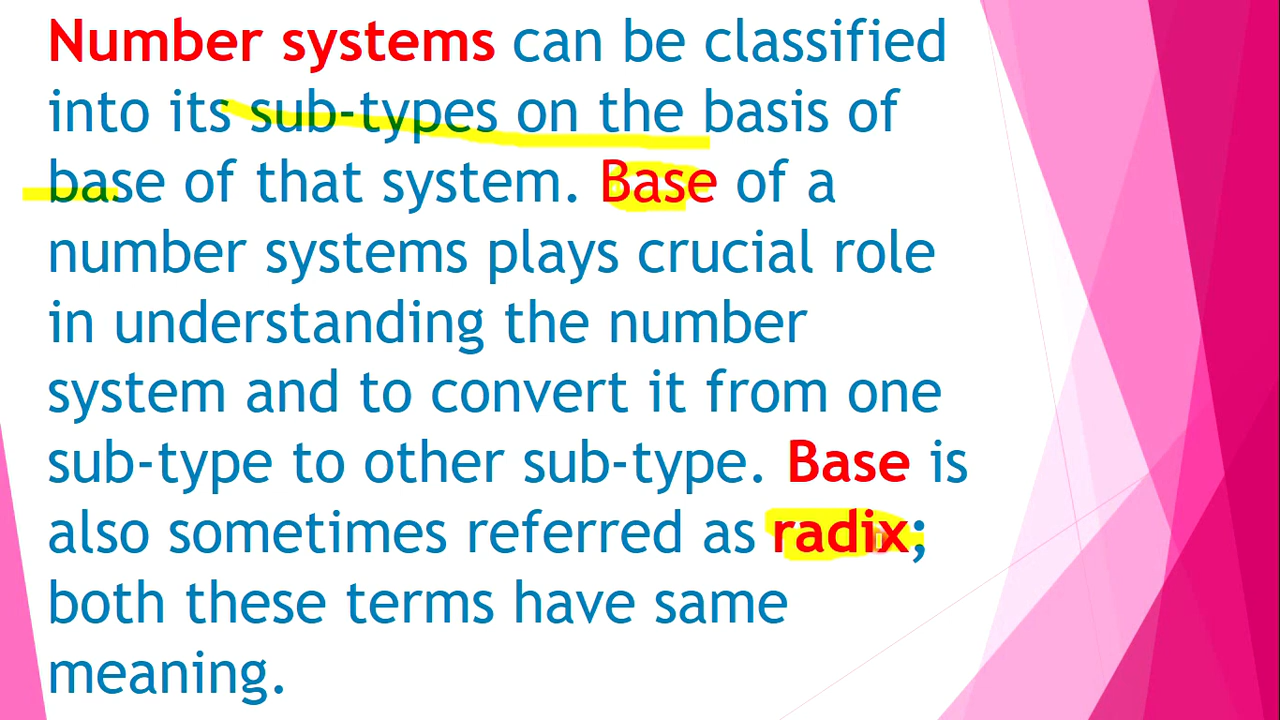 Number systems can be classified
into its sub-types on the basis of
base of that system. Base of a
number systems plays crucial role
in understanding the number
system and to convert it from one
sub-type to other sub-type. Base is
also sometimes referred as radix;
both these terms have same
meaning.